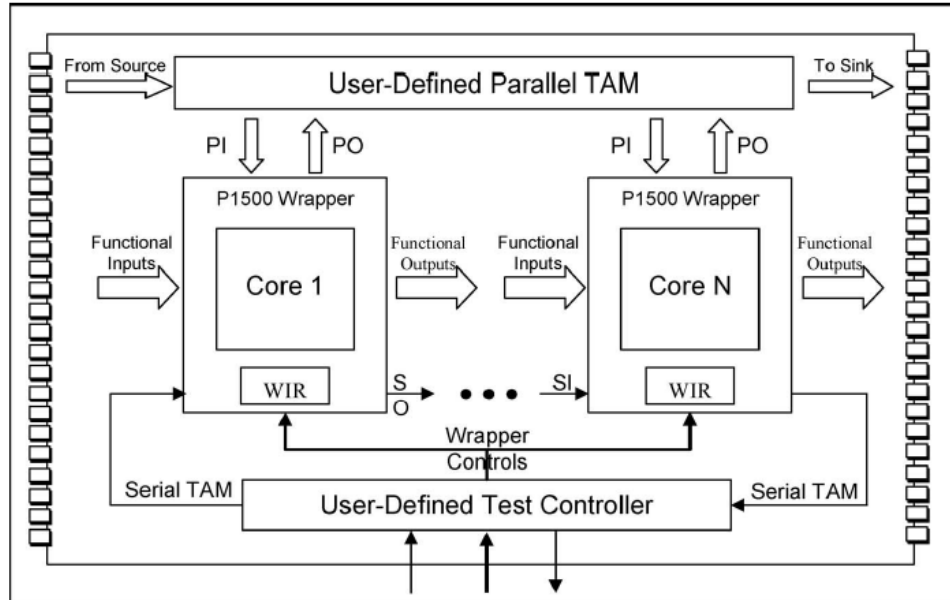 From Source
User-Defined Parallel TAM
To Sink
PI
PO
PI
PO
P1500 Wrapper
P1500 Wrapper
Functional
Inputs
Core 1
Functional
Outputs
Functional
Inputs
Core N
Functional
Outputs
WIR
S
O
SI
WIR
Wrapper
Controls
Serial TAM
User-Defined Test Controller
Serial TAM